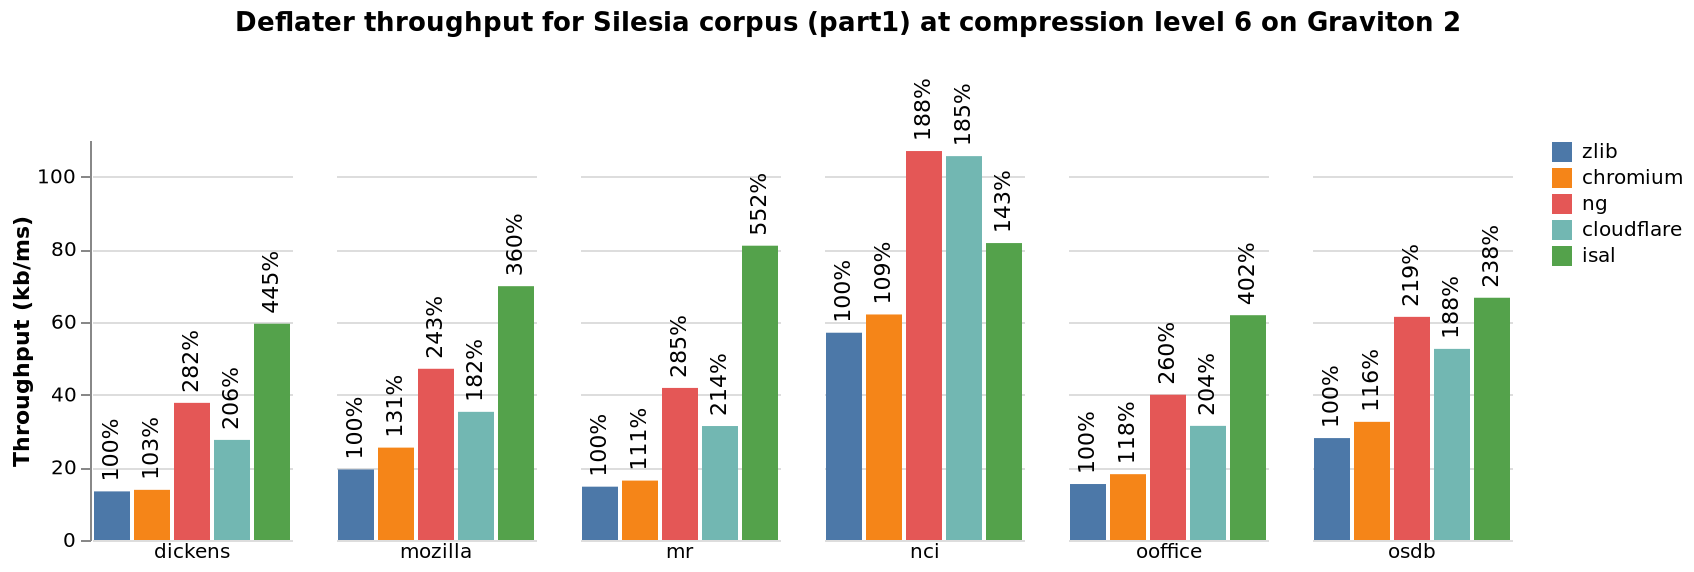 Deflater throughput for Silesia corpus (part1) at compression level 6 on Graviton 2
Throughput (kb/ms)
100
80
60
40
20
0
100%
103%
282%
206%
445%
dickens
100%
131%
243%
182%
360%
mozilla
100%
111%
285%
214%
552%
mr
100%
109%
188%
185%
143%
nci
100%
118%
260%
204%
402%
ooffice
100%
116%
219%
188%
238%
osdb
zlib
chromium
ng
cloudflare
isal